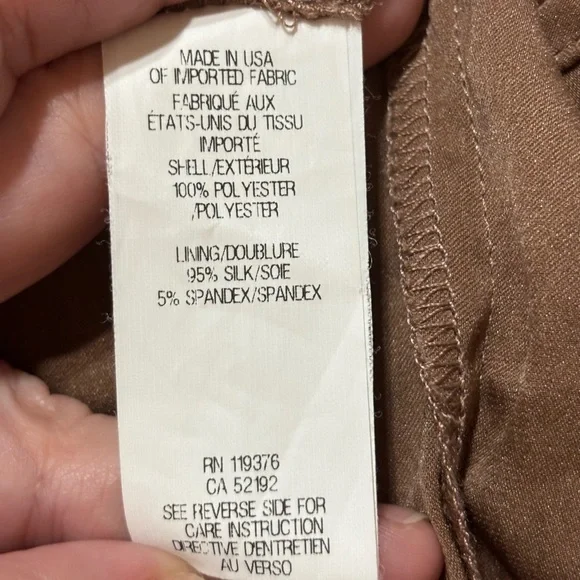 MADE IN USA
OF IMPORTED FABRIC
FABRIQUÉ AUX
ÉTATS-UNIS DU TISSU
IMPORTÉ
SHELL/EXTÉRIEUR
100% POLYESTER
/POLYESTER
LINING/DOUBLURE
95% SILK/SOIE
5% SPANDEX/SPANDEX
RN 119376
CA 52192
SEE REVERSE SIDE FOR
CARE INSTRUCTION
DIRECTIVE D'ENTRETIEN
AU VERSO